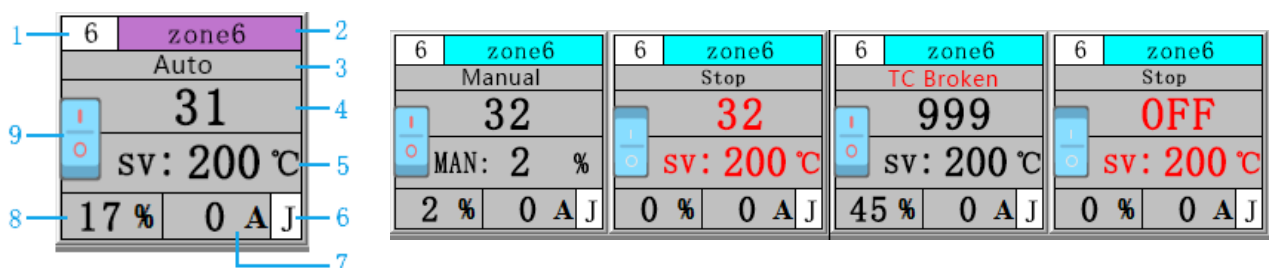 1 6 zone6 2
Auto 3
31 4
9 I O
sv: 200 ℃ 5
8 17 % 0 A J 6
7
6 zone6
Manual
32
I O
MAN: 2 %
2 % 0 A J
6 zone6
Stop
32
I O
sv: 200 ℃
0 % 0 A J
6 zone6
TC Broken
999
I O
sv: 200 ℃
45 % 0 A J
6 zone6
Stop
OFF
I O
sv: 200 ℃
0 % 0 A J